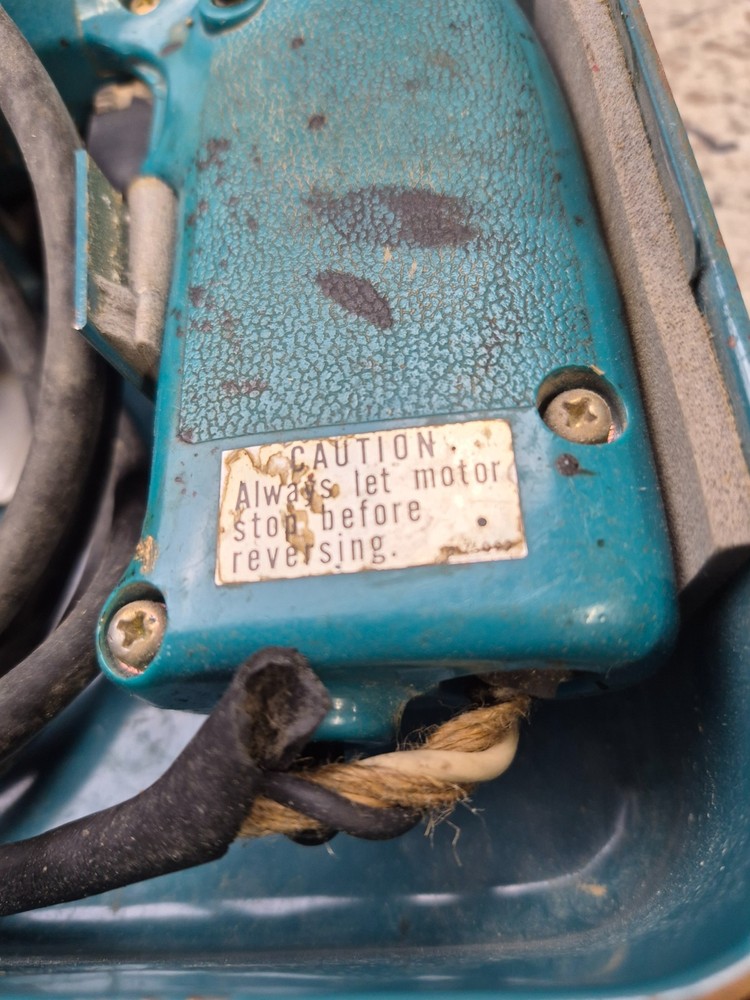 CAUTION
Always let motor
stop before
reversing.